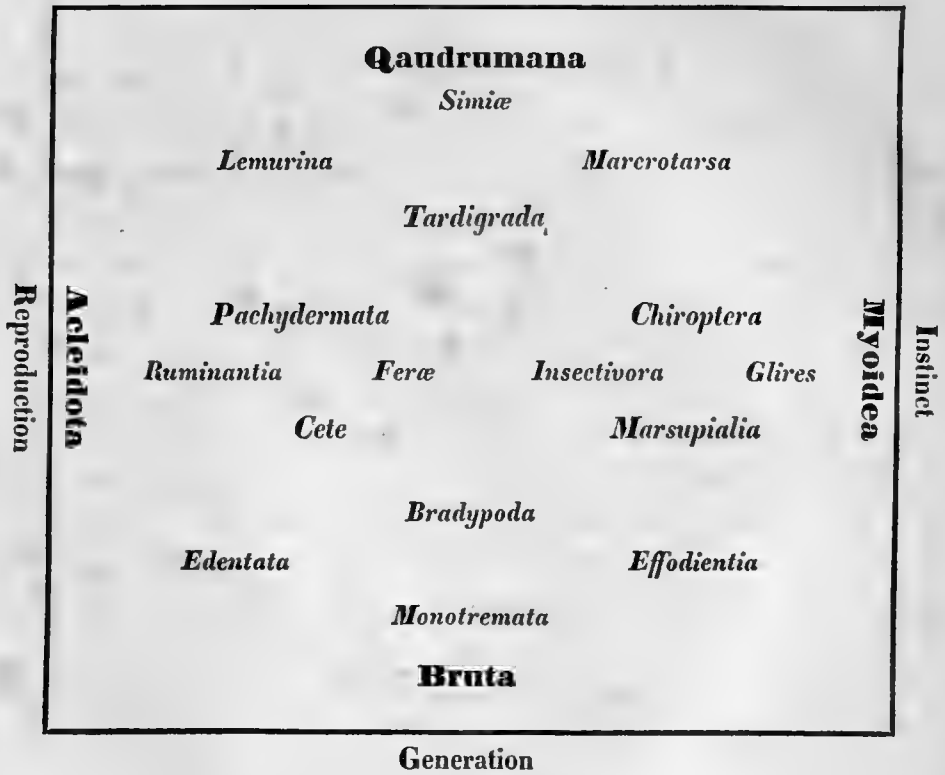 Qaudrumana
Simiæ
Lemurina Marcrotarsa
Tardigrada
Reproduction
Acleidota
Pachydermata Chiroptera
Ruminantia Feræ Insectivora Glires
Cete Marsupialia
Myoidea
Instinct
Bradypoda
Edentata Effodientia
Monotremata
Bruta
Generation